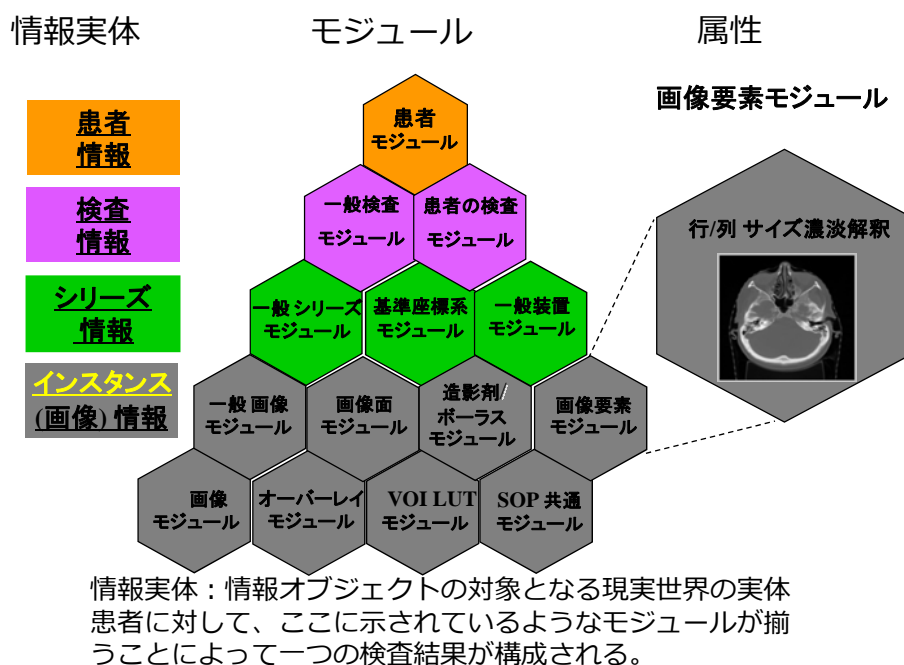 情報実体
モジュール
属性
患者
情報
検査
情報
シリーズ
情報
インスタンス
(画像) 情報
患者
モジュール
一般検査
モジュール
患者の検査
モジュール
一般 シリーズ
モジュール
基準座標系
モジュール
一般装置
モジュール
一般 画像
モジュール
画像面
モジュール
造影剤/
ボーラス
モジュール
画像要素
モジュール
画像
モジュール
オーバーレイ
モジュール
VOI LUT
モジュール
SOP 共通
モジュール
画像要素モジュール
行/列 サイズ濃淡解釈
情報実体：情報オブジェクトの対象となる現実世界の実体
患者に対して、ここに示されているようなモジュールが揃
うことによって一つの検査結果が構成される。